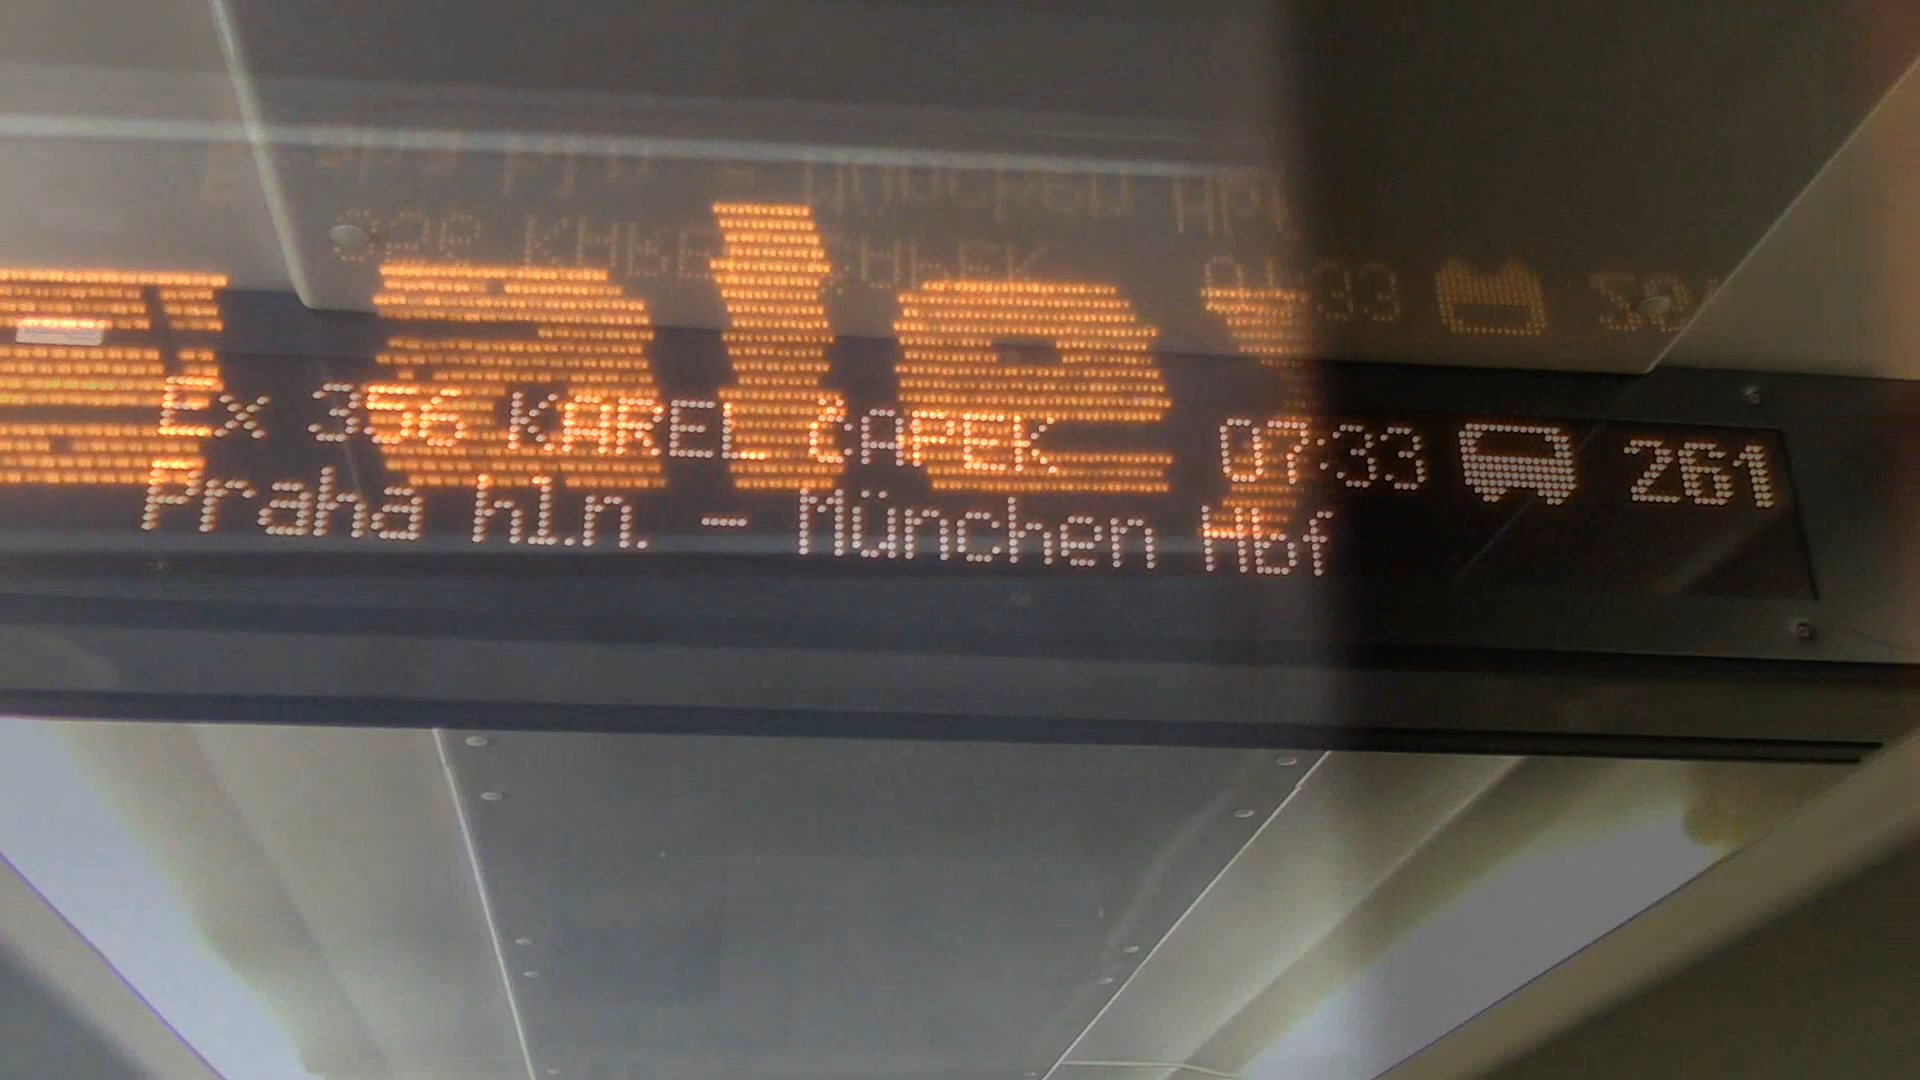 Ex 356 KAREL ČAPEK 07:33 261
Praha hl.n. - München Hbf